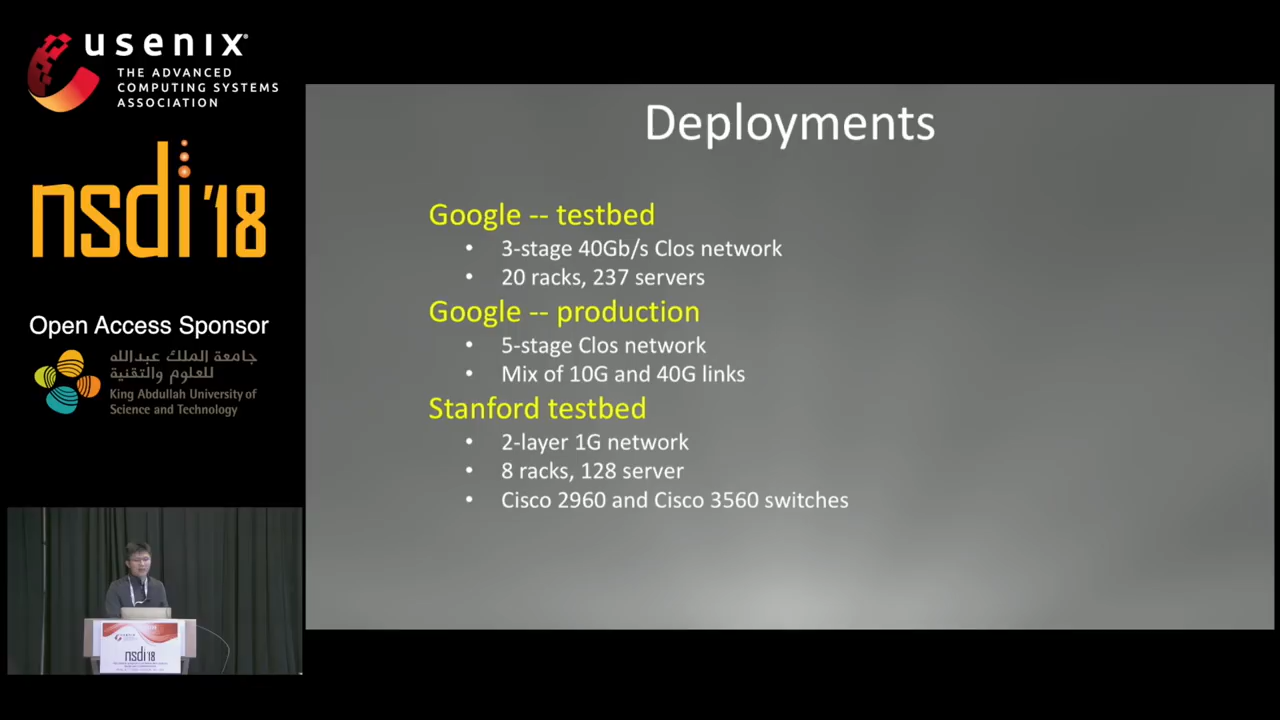 usenix
THE ADVANCED
COMPUTING SYSTEMS
ASSOCIATION
nsdi '18
Open Access Sponsor
جامعة الملك عبدالله
للعلوم والتقنية
King Abdullah University of
Science and Technology
Deployments
Google -- testbed
• 3-stage 40Gb/s Clos network
• 20 racks, 237 servers
Google -- production
• 5-stage Clos network
• Mix of 10G and 40G links
Stanford testbed
• 2-layer 1G network
• 8 racks, 128 server
• Cisco 2960 and Cisco 3560 switches
usenix
nsdi'18